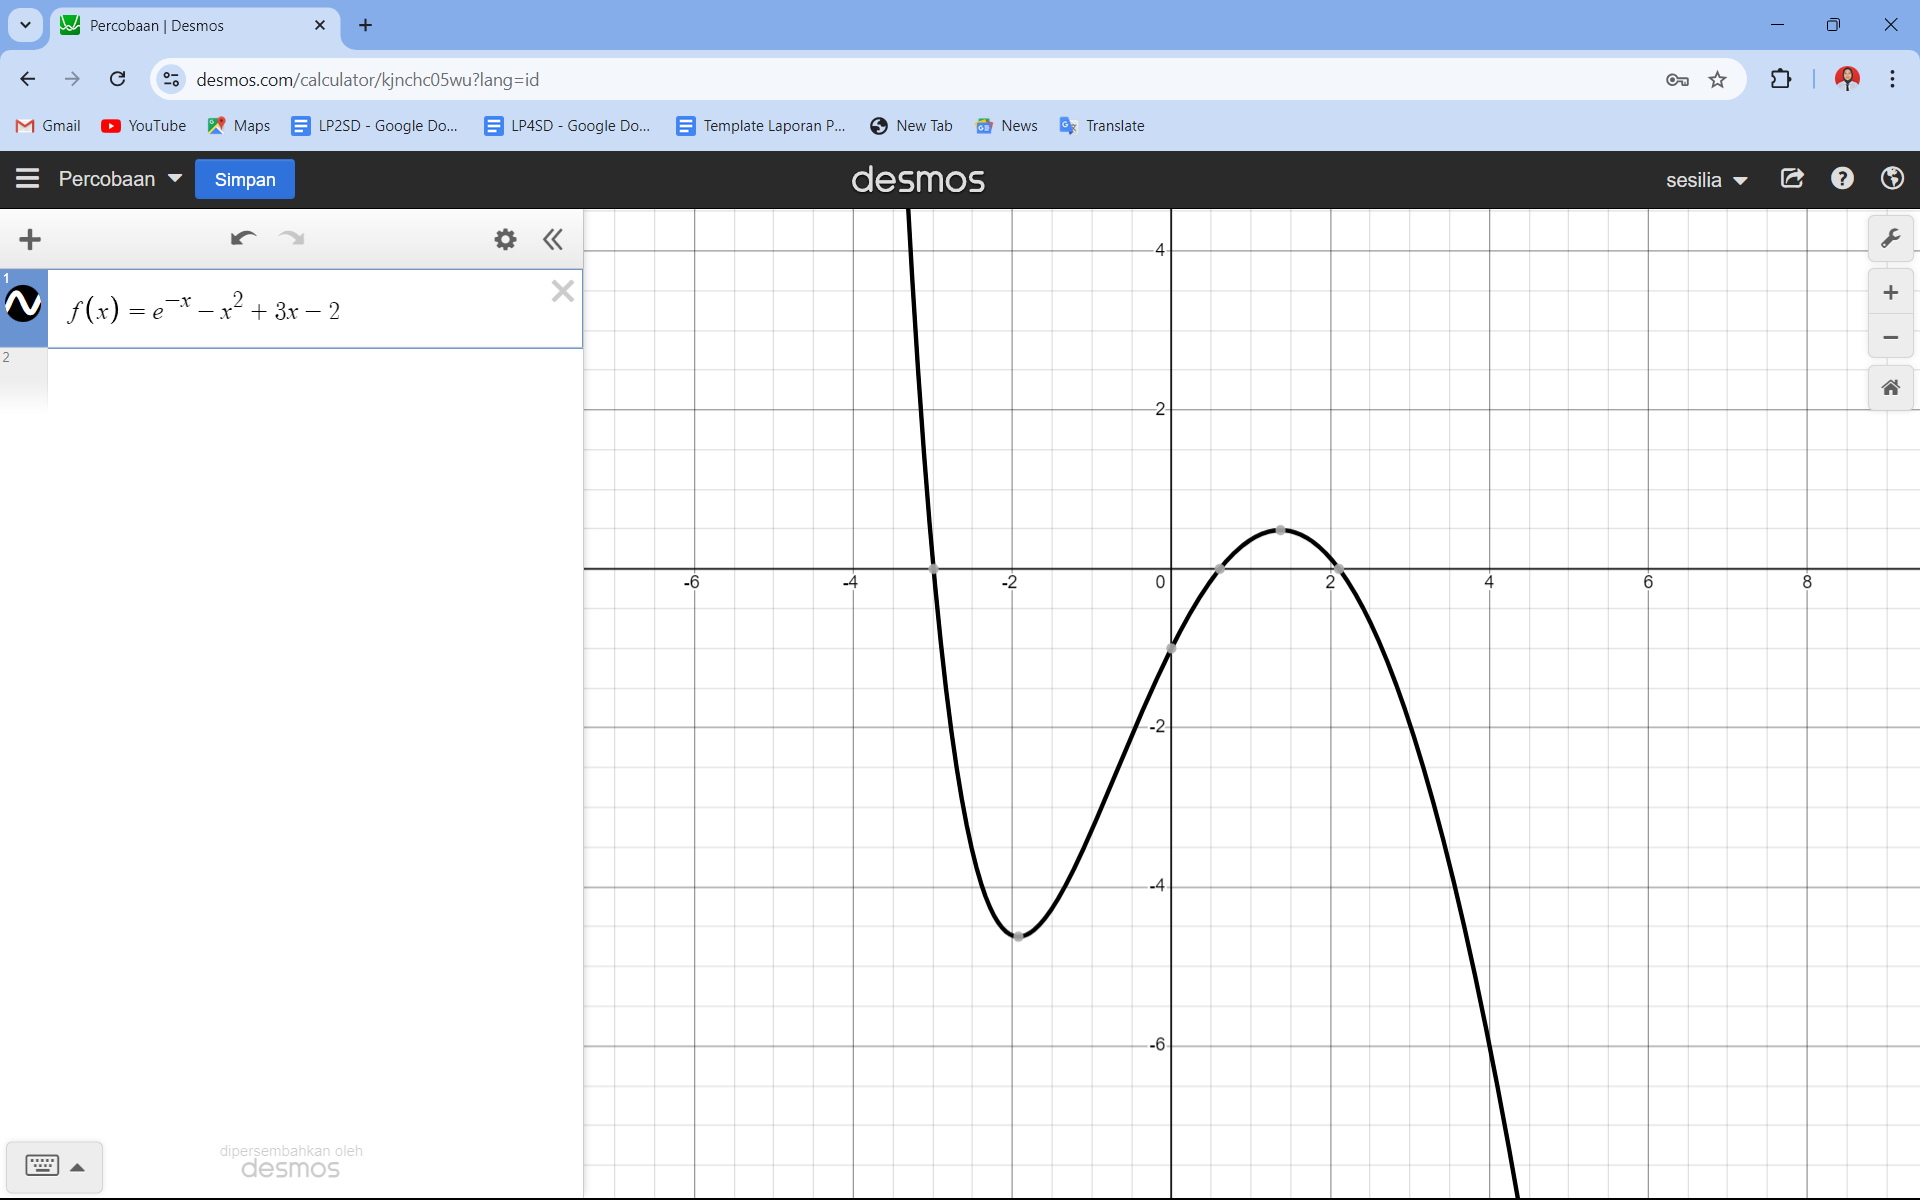 Percobaan | Desmos
desmos.com/calculator/kjnchc05wu?lang=id
Gmail YouTube Maps LP2SD - Google Do... LP4SD - Google Do... Template Laporan P... New Tab News Translate
Percobaan Simpan desmos sesilia
1
f(x) = e^{-x} - x^2 + 3x - 2
2
4
2
-6 -4 -2 0 2 4 6 8
-2
-4
-6
dipersembahkan oleh
desmos